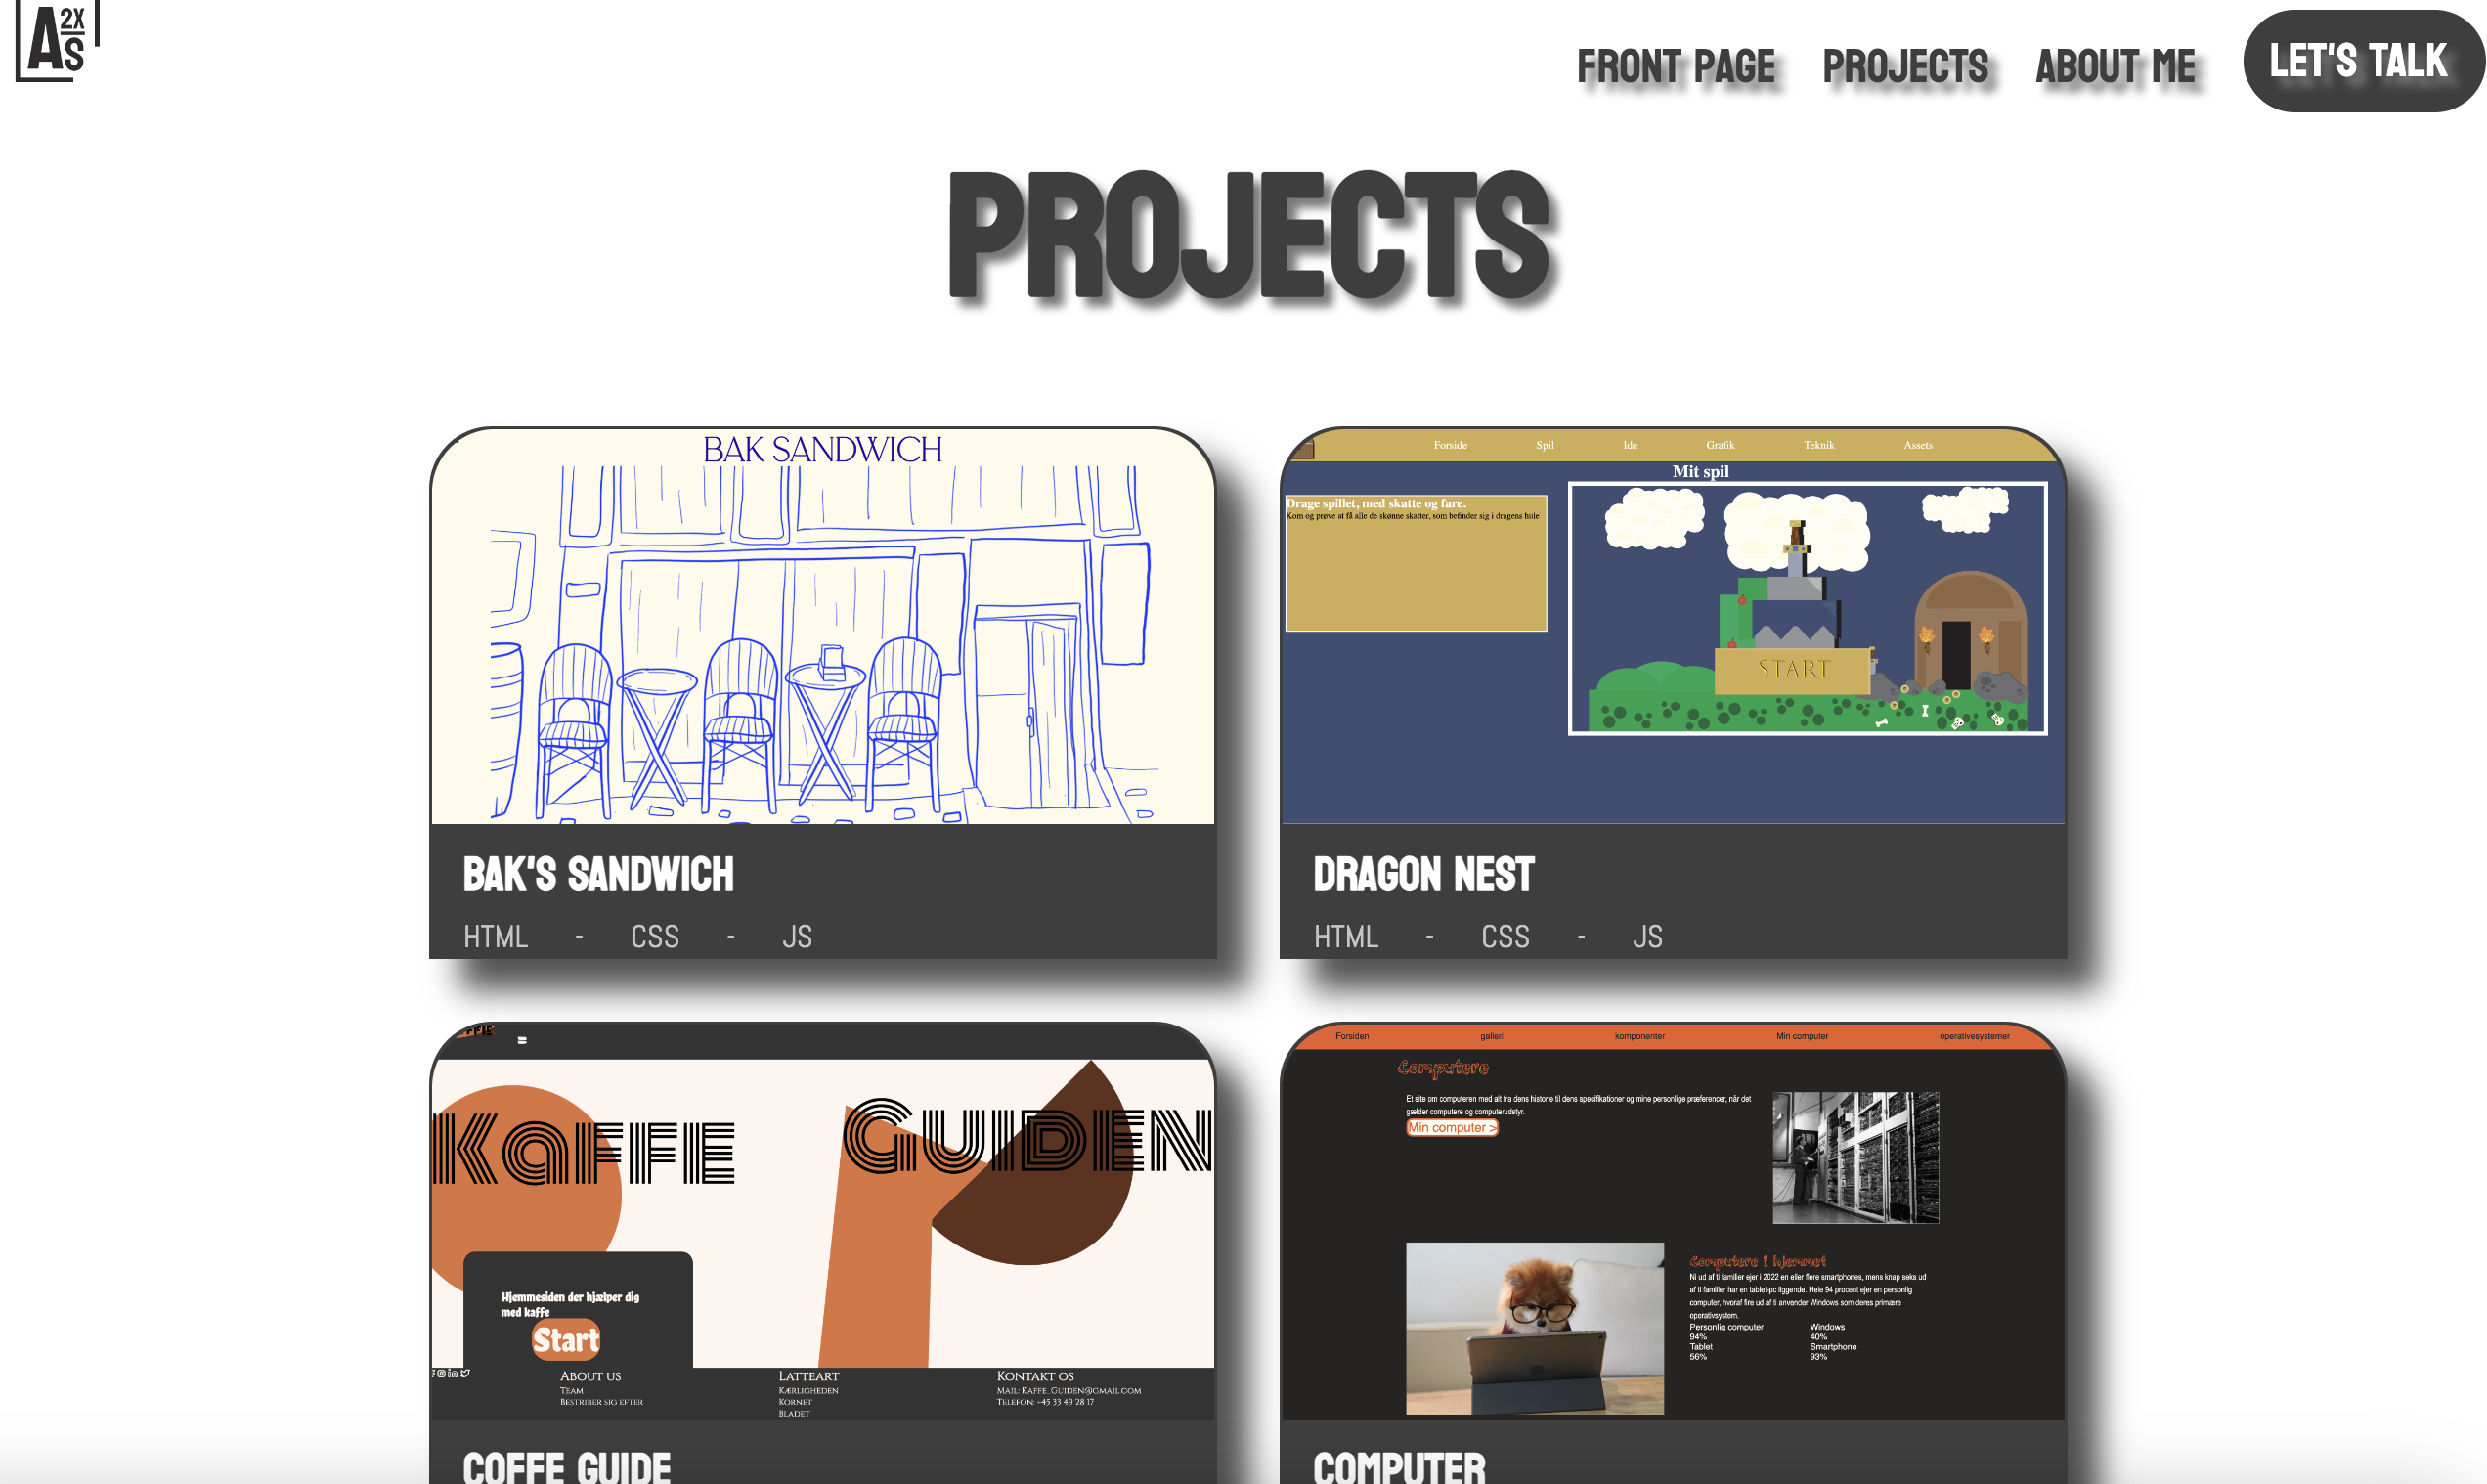 A 2X S
FRONT PAGE PROJECTS ABOUT ME LET'S TALK
PROJECTS
BAK SANDWICH
BAK'S SANDWICH
HTML - CSS - JS
Forside Spil Ide Grafik Teknik Assets
Mit spil
Drage spillet, med skatte og fare.
Kom og prøve at få alle de skønne skatter, som befinder sig i dragens hule
START
DRAGON NEST
HTML - CSS - JS
KAFFIE GUIDEN
Hjemmesiden der hjælper dig
med kaffe
Start
ABOUT US
TEAM
BESTRIBER SIG EFTER
LATTEART
KÆRLIGHEDEN
KORNET
BLADET
KONTAKT OS
MAIL: KAFFE_GUIDEN@GMAIL.COM
TELEFON: +45 33 49 28 17
COFFE GUIDE
Forsiden galleri komponenter Min computer operativesystemer
Computere
Et site om computeren med alt fra dens historie til dens specifikationer og mine personlige præferencer, når det
gælder computere og computerudstyr.
Min computer >
Computere i hjemmet
Ni ud af ti familier ejer i 2022 en eller flere smartphones, mens knap seks ud
af ti familier har en tablet-pc liggende. Hele 94 procent ejer en personlig
computer, hvoraf fire ud af ti anvender Windows som deres primære
operativsystem.
Personlig computer Windows
94% 40%
Tablet Smartphone
56% 93%
COMPUTER